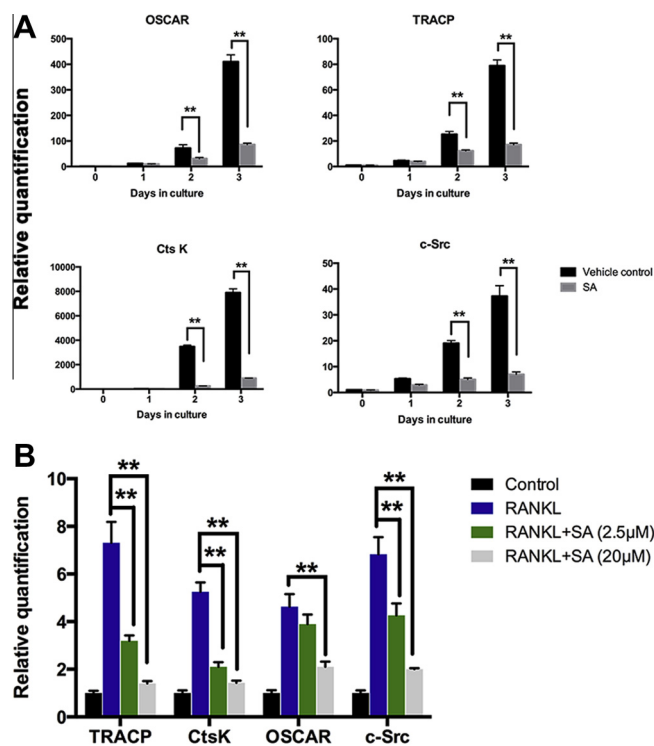 A
Relative quantification
OSCAR
500
400
300
200
100
0
**
**
0 1 2 3
Days in culture
TRACP
100
80
60
40
20
0
**
**
0 1 2 3
Days in culture
Cts K
10000
8000
6000
4000
2000
0
**
**
0 1 2 3
Days in culture
c-Src
50
40
30
20
10
0
**
**
0 1 2 3
Days in culture
Vehicle control
SA
B
Relative quantification
10
8
6
4
2
0
**
**
**
**
**
**
**
TRACP CtsK OSCAR c-Src
Control
RANKL
RANKL+SA (2.5μM)
RANKL+SA (20μM)